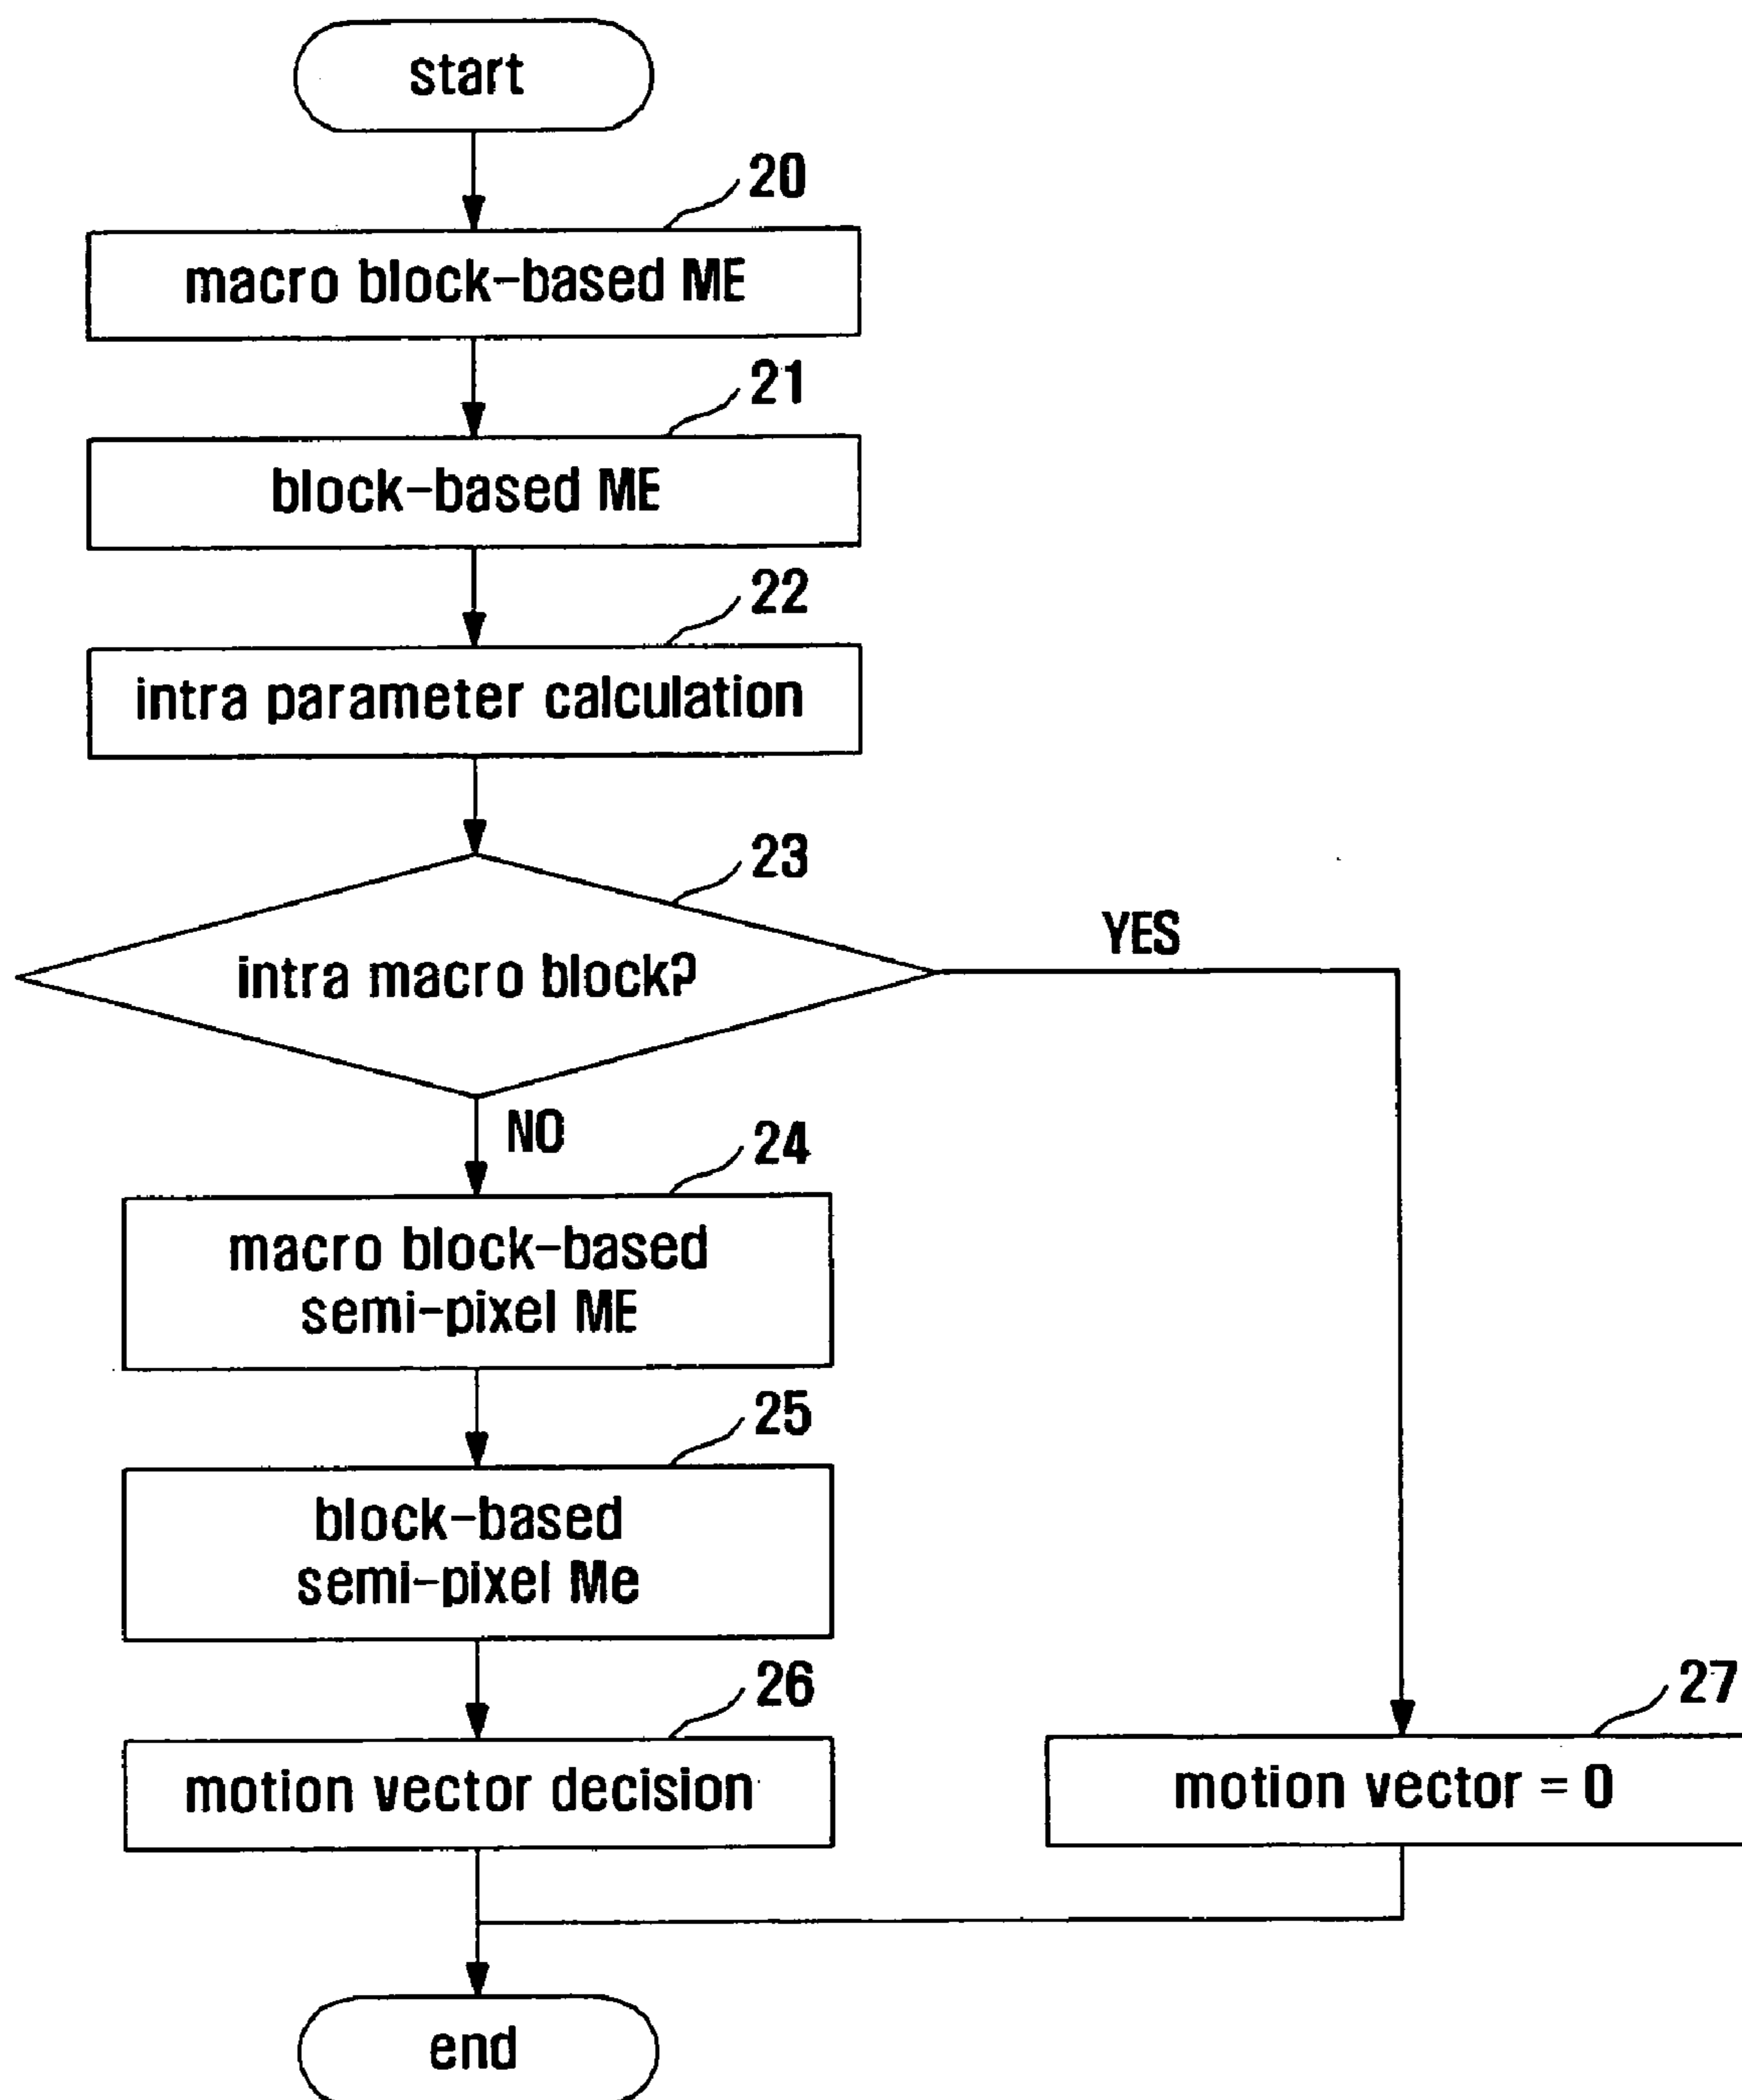 start
20
macro block-based ME
21
block-based ME
22
intra parameter calculation
23
intra macro block?
YES
NO
24
macro block-based
semi-pixel ME
25
block-based
semi-pixel Me
26
motion vector decision
27
motion vector = 0
end